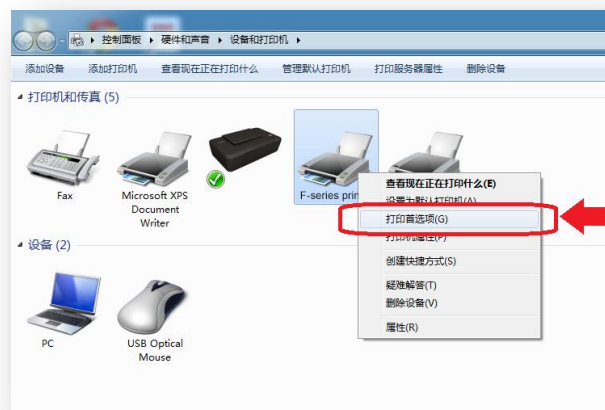 控制面板 ▸ 硬件和声音 ▸ 设备和打印机 ▸
添加设备 添加打印机 查看现在正在打印什么 管理默认打印机 打印服务器属性 删除设备
打印机和传真 (5)
Fax
Microsoft XPS
Document
Writer
F-series prin
查看现在正在打印什么(E)
设置为默认打印机(A)
打印首选项(G)
打印机属性(P)
创建快捷方式(S)
疑难解答(T)
删除设备(V)
属性(R)
设备 (2)
PC
USB Optical
Mouse